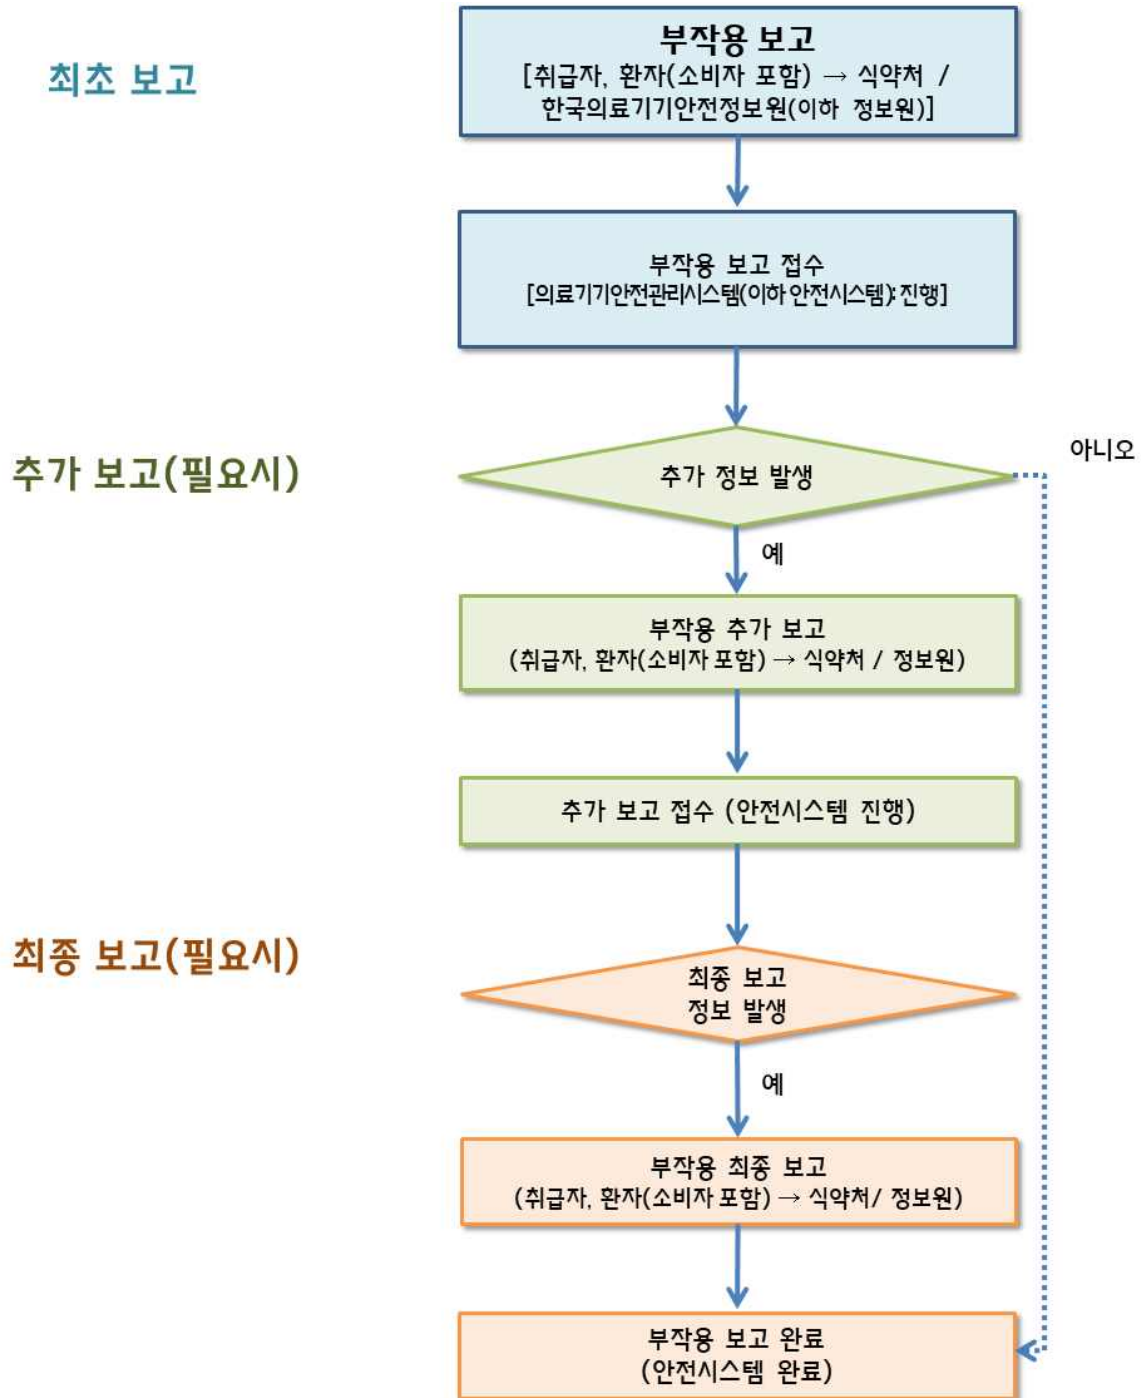 최초 보고
부작용 보고
[취급자, 환자(소비자 포함) → 식약처 /
한국의료기기안전정보원(이하 정보원)]
부작용 보고 접수
[의료기기안전관리시스템(이하 안전시스템): 진행]
추가 보고(필요시)
추가 정보 발생
아니오
예
부작용 추가 보고
(취급자, 환자(소비자 포함) → 식약처 / 정보원)
추가 보고 접수 (안전시스템 진행)
최종 보고(필요시)
최종 보고
정보 발생
예
부작용 최종 보고
(취급자, 환자(소비자 포함) → 식약처/ 정보원)
부작용 보고 완료
(안전시스템 완료)